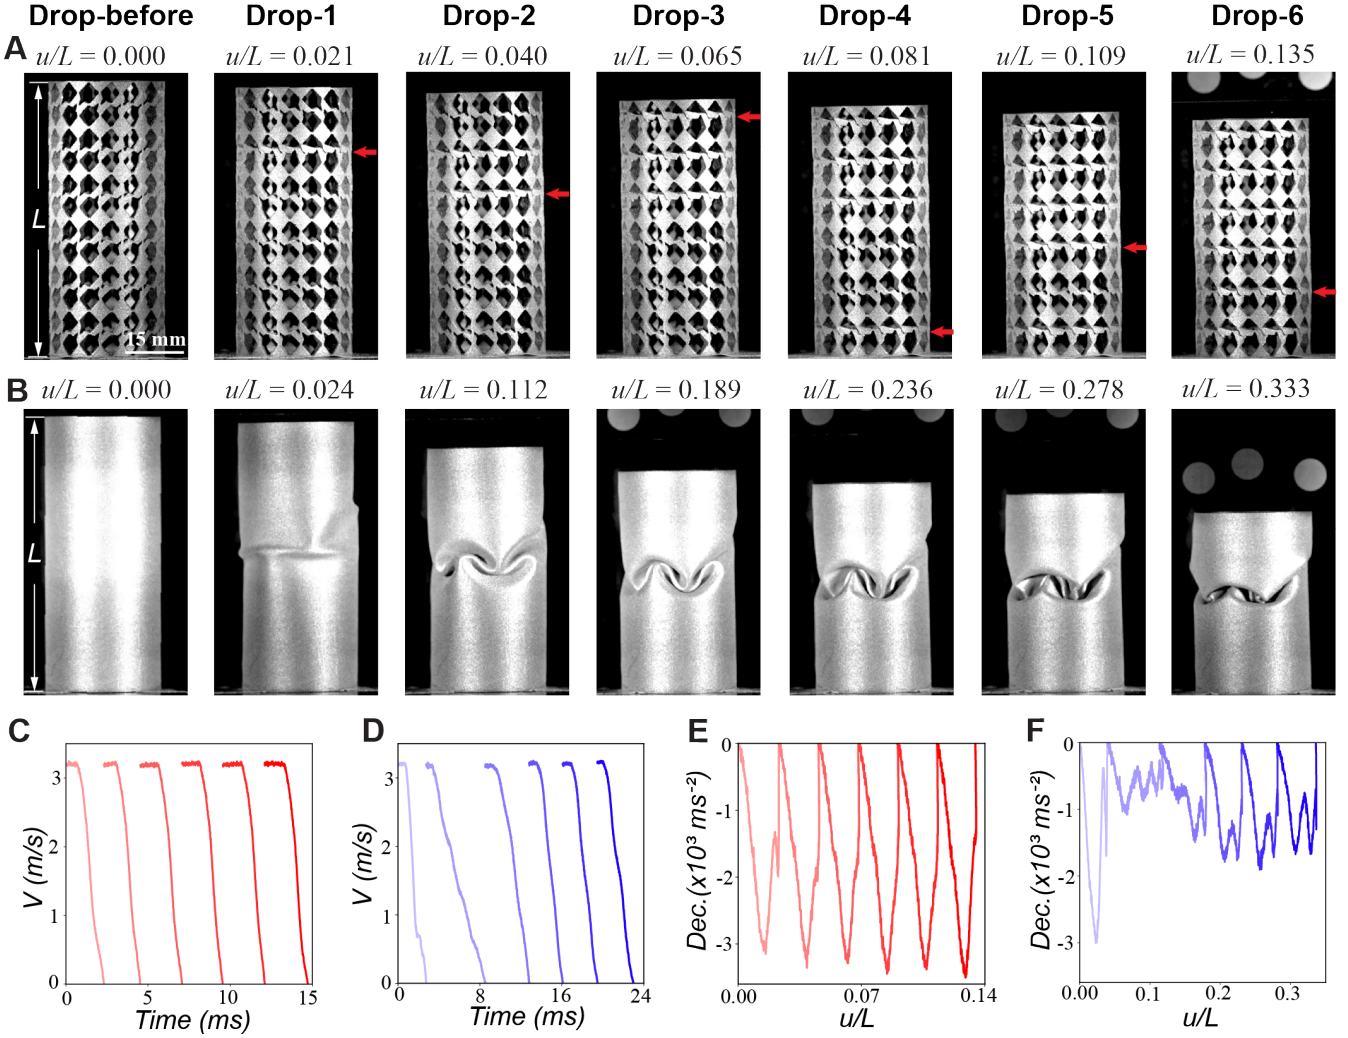 Drop-before Drop-1 Drop-2 Drop-3 Drop-4 Drop-5 Drop-6
A u/L = 0.000 u/L = 0.021 u/L = 0.040 u/L = 0.065 u/L = 0.081 u/L = 0.109 u/L = 0.135
L
15 mm
B u/L = 0.000 u/L = 0.024 u/L = 0.112 u/L = 0.189 u/L = 0.236 u/L = 0.278 u/L = 0.333
L
C
V (m/s)
3
2
1
0
0 5 10 15
Time (ms)
D
V (m/s)
3
2
1
0
0 8 16 24
Time (ms)
E
Dec.(x10³ ms⁻²)
0
-1
-2
-3
0.00 0.07 0.14
u/L
F
Dec.(x10³ ms⁻²)
0
-1
-2
-3
0.00 0.1 0.2 0.3
u/L